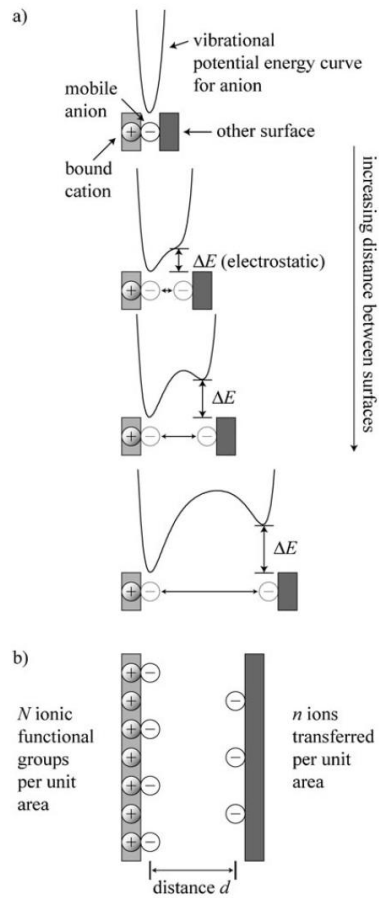 a)
vibrational
potential energy curve
for anion
mobile
anion
+
−
other surface
bound
cation
increasing distance between surfaces
ΔE (electrostatic)
+
−
−
ΔE
+
−
−
ΔE
+
−
−
b)
+
−
+
−
+
−
+
−
+
−
+
−
+
−
N ionic
functional
groups
per unit
area
n ions
transferred
per unit
area
distance d